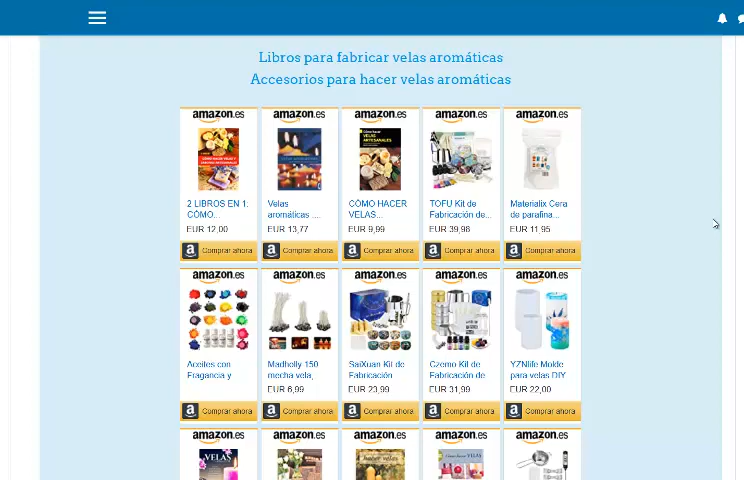 Libros para fabricar velas aromáticas
Accesorios para hacer velas aromáticas
amazon.es amazon.es amazon.es amazon.es amazon.es
2 LIBROS EN 1:
CÓMO...
EUR 12,00
Comprar ahora
Velas
aromáticas ....
EUR 13,77
Comprar ahora
CÓMO HACER
VELAS...
EUR 9,99
Comprar ahora
TOFU Kit de
Fabricación de...
EUR 39,98
Comprar ahora
Materialix Cera
de parafina...
EUR 11,95
Comprar ahora
amazon.es amazon.es amazon.es amazon.es amazon.es
Aceites con
Fragancia y
Comprar ahora
Madholly 150
mecha vela,
EUR 6,99
Comprar ahora
SaiXuan Kit de
Fabricación
EUR 23,99
Comprar ahora
Czemo Kit de
Fabricación de
EUR 31,99
Comprar ahora
YZNlife Molde
para velas DIY
EUR 22,00
Comprar ahora
amazon.es amazon.es amazon.es amazon.es amazon.es
VELAS